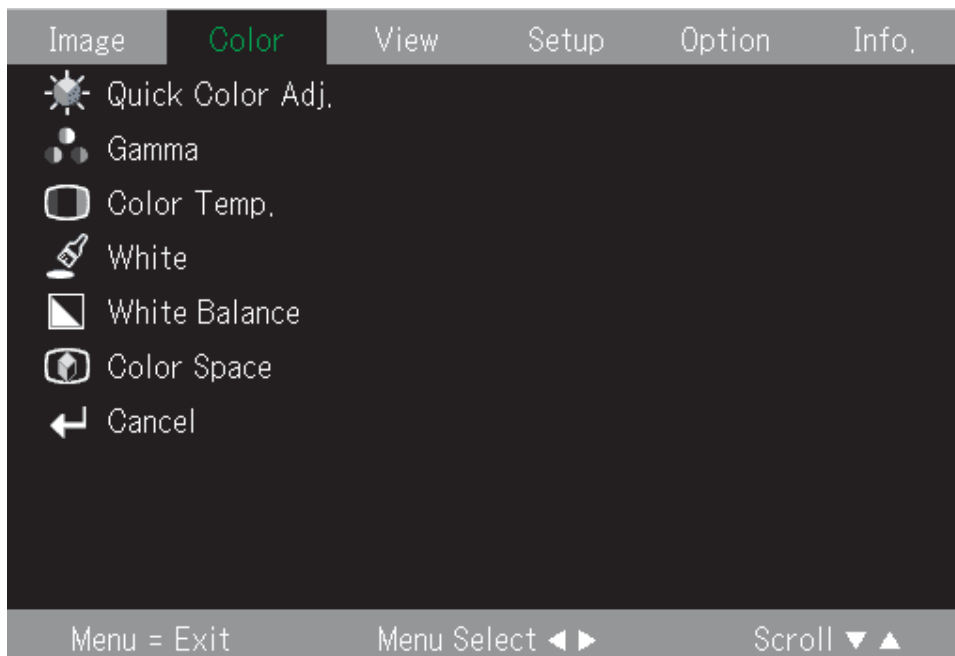 Image Color View Setup Option Info.
Quick Color Adj.
Gamma
Color Temp.
White
White Balance
Color Space
Cancel
Menu = Exit Menu Select ◀ ▶ Scroll ▼ ▲